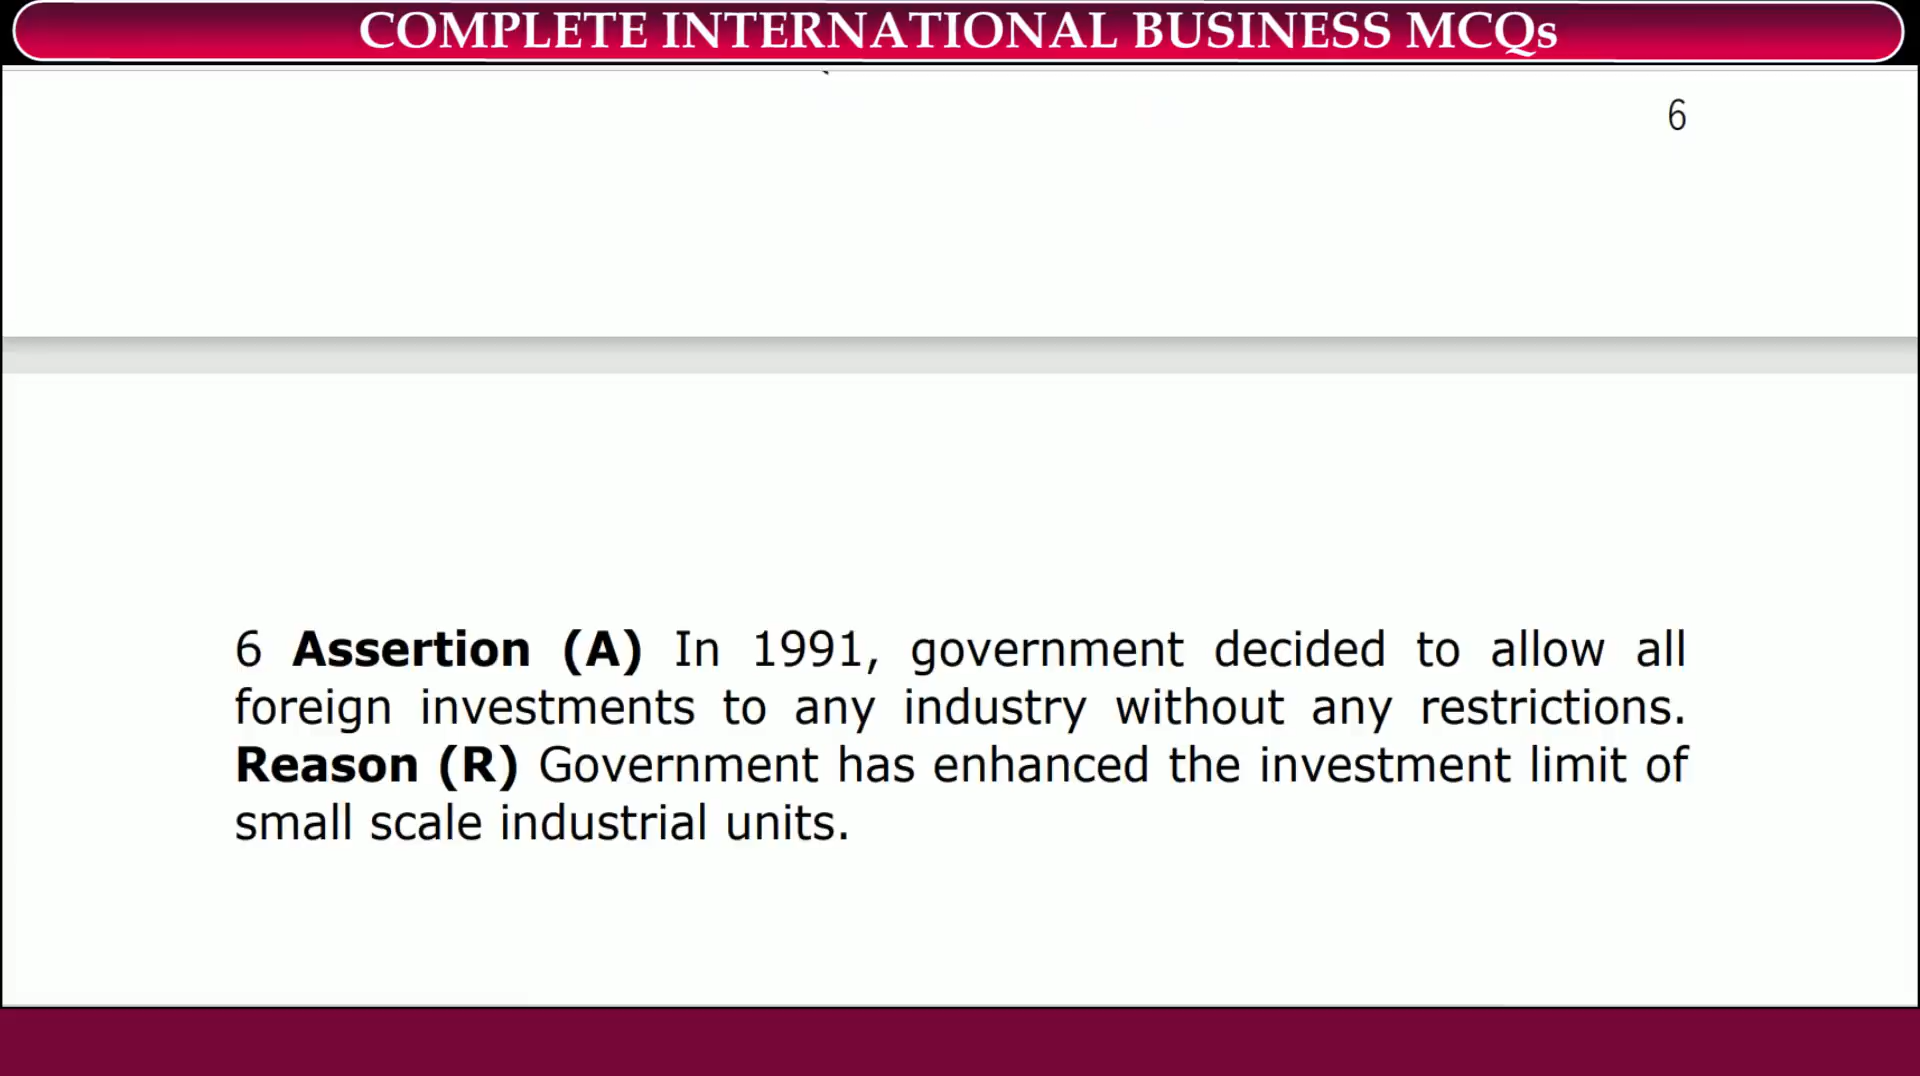 COMPLETE INTERNATIONAL BUSINESS MCQs
6
6 Assertion (A) In 1991, government decided to allow all
foreign investments to any industry without any restrictions.
Reason (R) Government has enhanced the investment limit of
small scale industrial units.